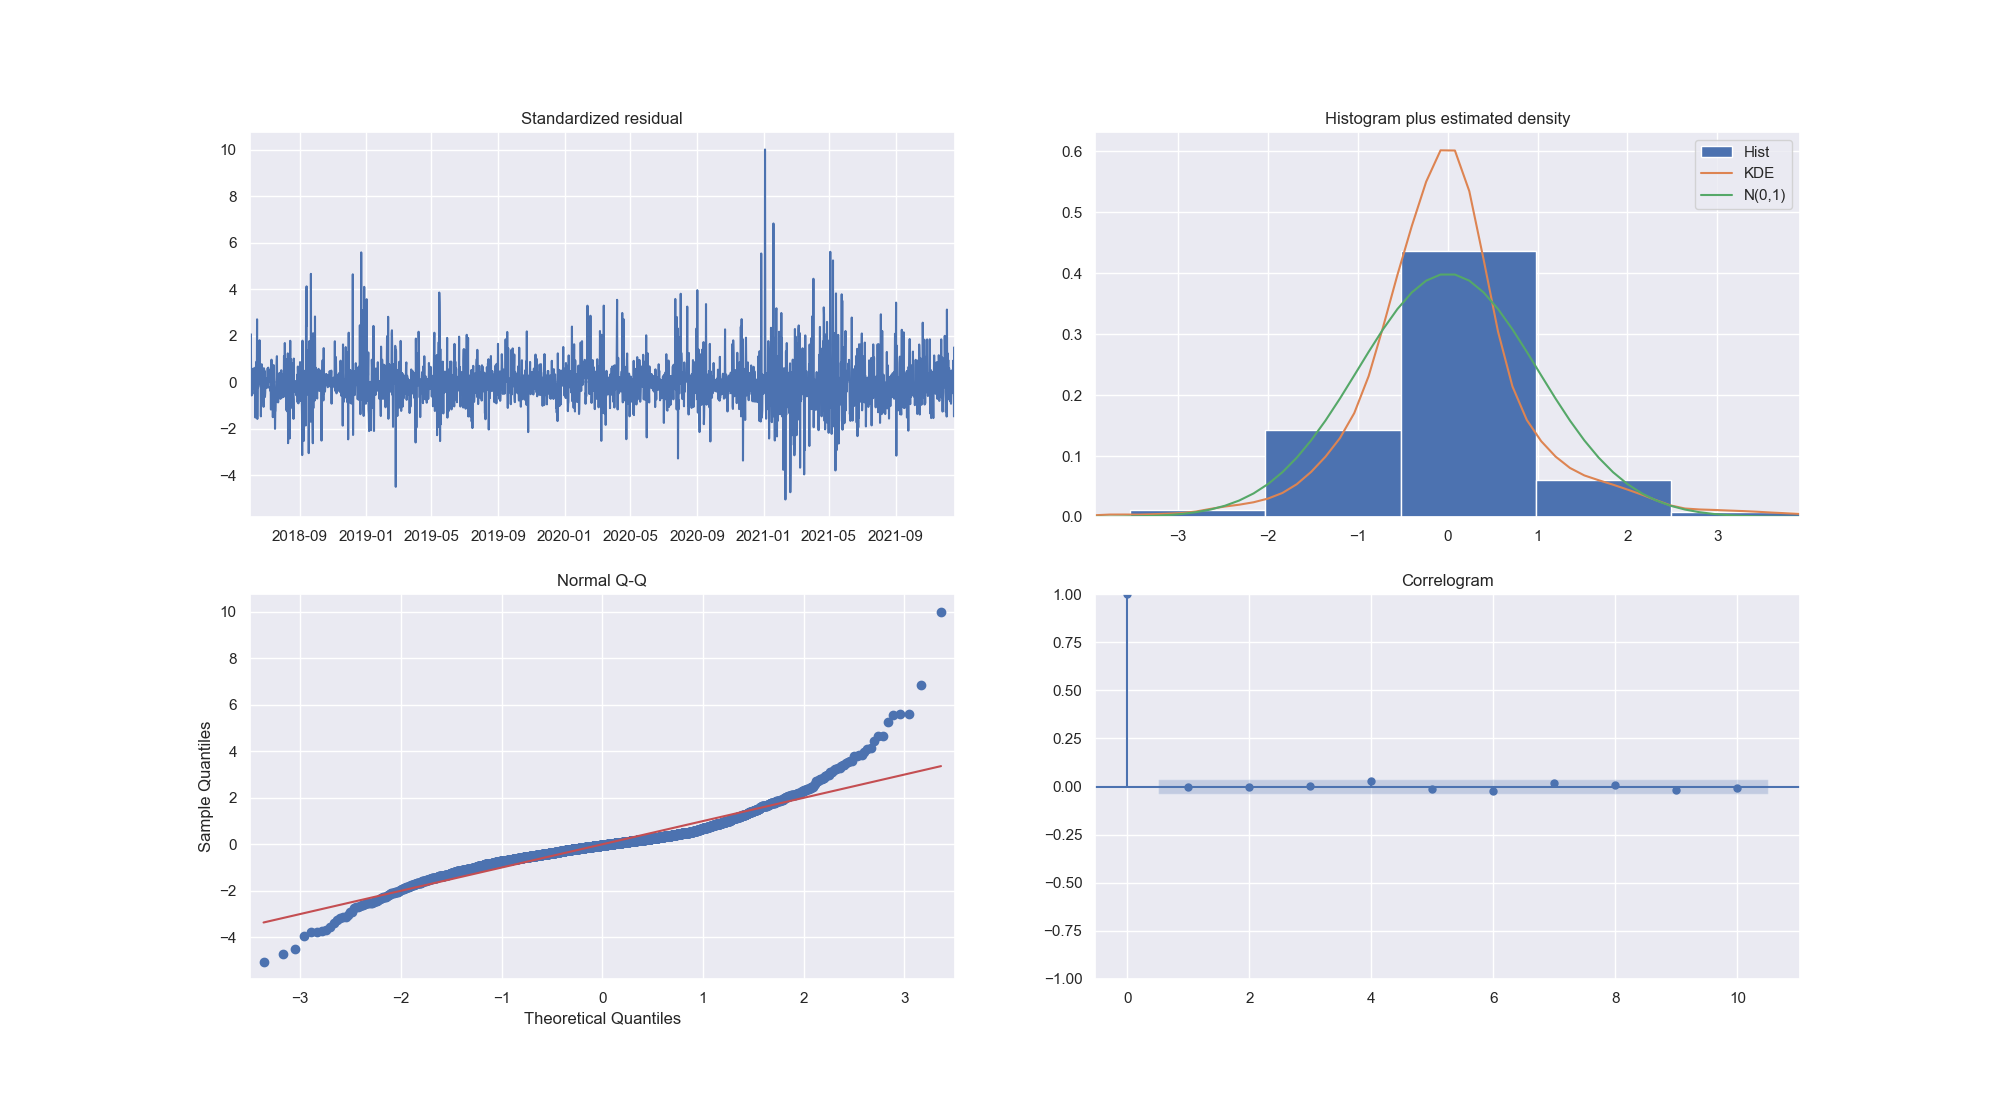 Standardized residual
10
8
6
4
2
0
−2
−4
2018-09 2019-01 2019-05 2019-09 2020-01 2020-05 2020-09 2021-01 2021-05 2021-09
Histogram plus estimated density
0.6
0.5
0.4
0.3
0.2
0.1
0.0
−3 −2 −1 0 1 2 3
Hist
KDE
N(0,1)
Normal Q-Q
Sample Quantiles
10
8
6
4
2
0
−2
−4
−3 −2 −1 0 1 2 3
Theoretical Quantiles
Correlogram
1.00
0.75
0.50
0.25
0.00
−0.25
−0.50
−0.75
−1.00
0 2 4 6 8 10